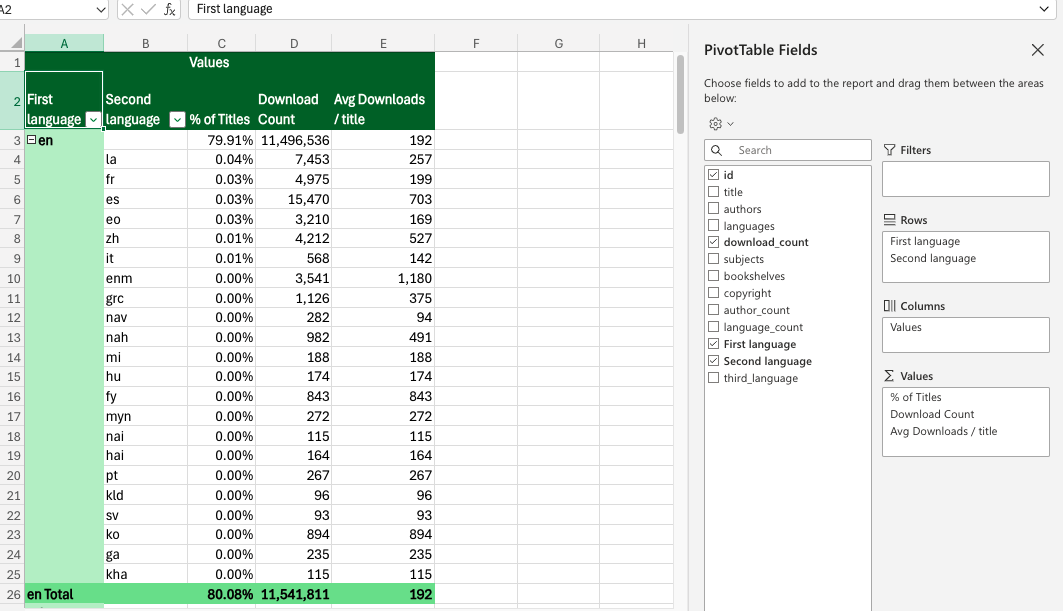 A2 fx First language
A B C D E F G H
1 Values
2 First language Second language % of Titles Download Count Avg Downloads / title
3 en 79.91% 11,496,536 192
4 la 0.04% 7,453 257
5 fr 0.03% 4,975 199
6 es 0.03% 15,470 703
7 eo 0.03% 3,210 169
8 zh 0.01% 4,212 527
9 it 0.01% 568 142
10 enm 0.00% 3,541 1,180
11 grc 0.00% 1,126 375
12 nav 0.00% 282 94
13 nah 0.00% 982 491
14 mi 0.00% 188 188
15 hu 0.00% 174 174
16 fy 0.00% 843 843
17 myn 0.00% 272 272
18 nai 0.00% 115 115
19 hai 0.00% 164 164
20 pt 0.00% 267 267
21 kld 0.00% 96 96
22 sv 0.00% 93 93
23 ko 0.00% 894 894
24 ga 0.00% 235 235
25 kha 0.00% 115 115
26 en Total 80.08% 11,541,811 192
PivotTable Fields
Choose fields to add to the report and drag them between the areas
below:
Search
id
title
authors
languages
download_count
subjects
bookshelves
copyright
author_count
language_count
First language
Second language
third_language
Filters
Rows
First language
Second language
Columns
Values
Σ Values
% of Titles
Download Count
Avg Downloads / title